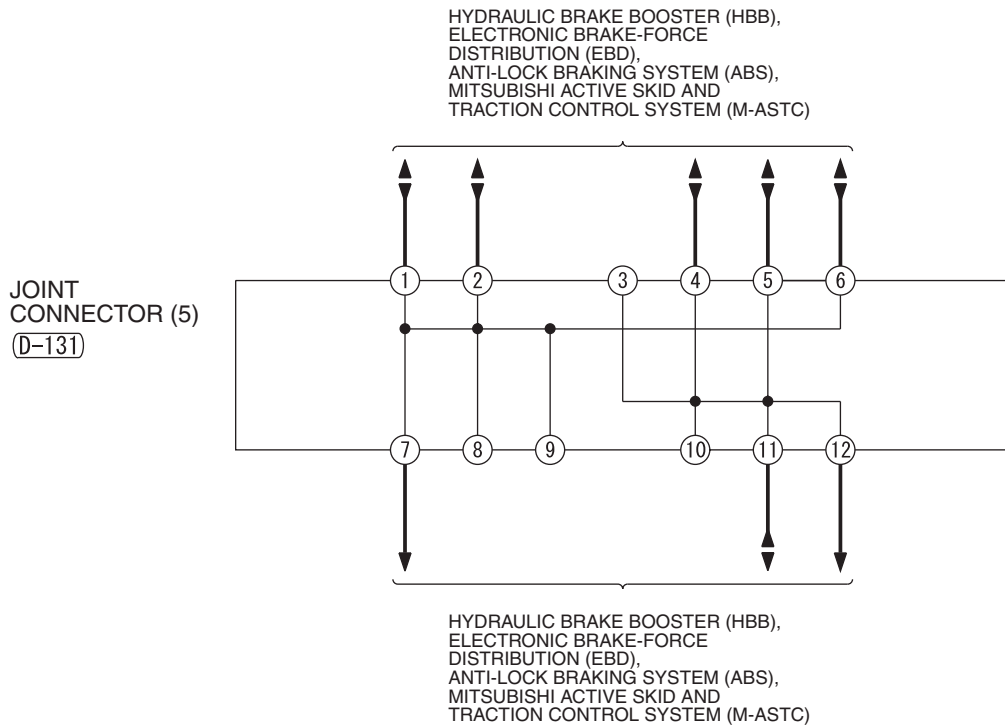 HYDRAULIC BRAKE BOOSTER (HBB),
ELECTRONIC BRAKE-FORCE
DISTRIBUTION (EBD),
ANTI-LOCK BRAKING SYSTEM (ABS),
MITSUBISHI ACTIVE SKID AND
TRACTION CONTROL SYSTEM (M-ASTC)
1 2 3 4 5 6
JOINT
CONNECTOR (5)
D-131
7 8 9 10 11 12
HYDRAULIC BRAKE BOOSTER (HBB),
ELECTRONIC BRAKE-FORCE
DISTRIBUTION (EBD),
ANTI-LOCK BRAKING SYSTEM (ABS),
MITSUBISHI ACTIVE SKID AND
TRACTION CONTROL SYSTEM (M-ASTC)